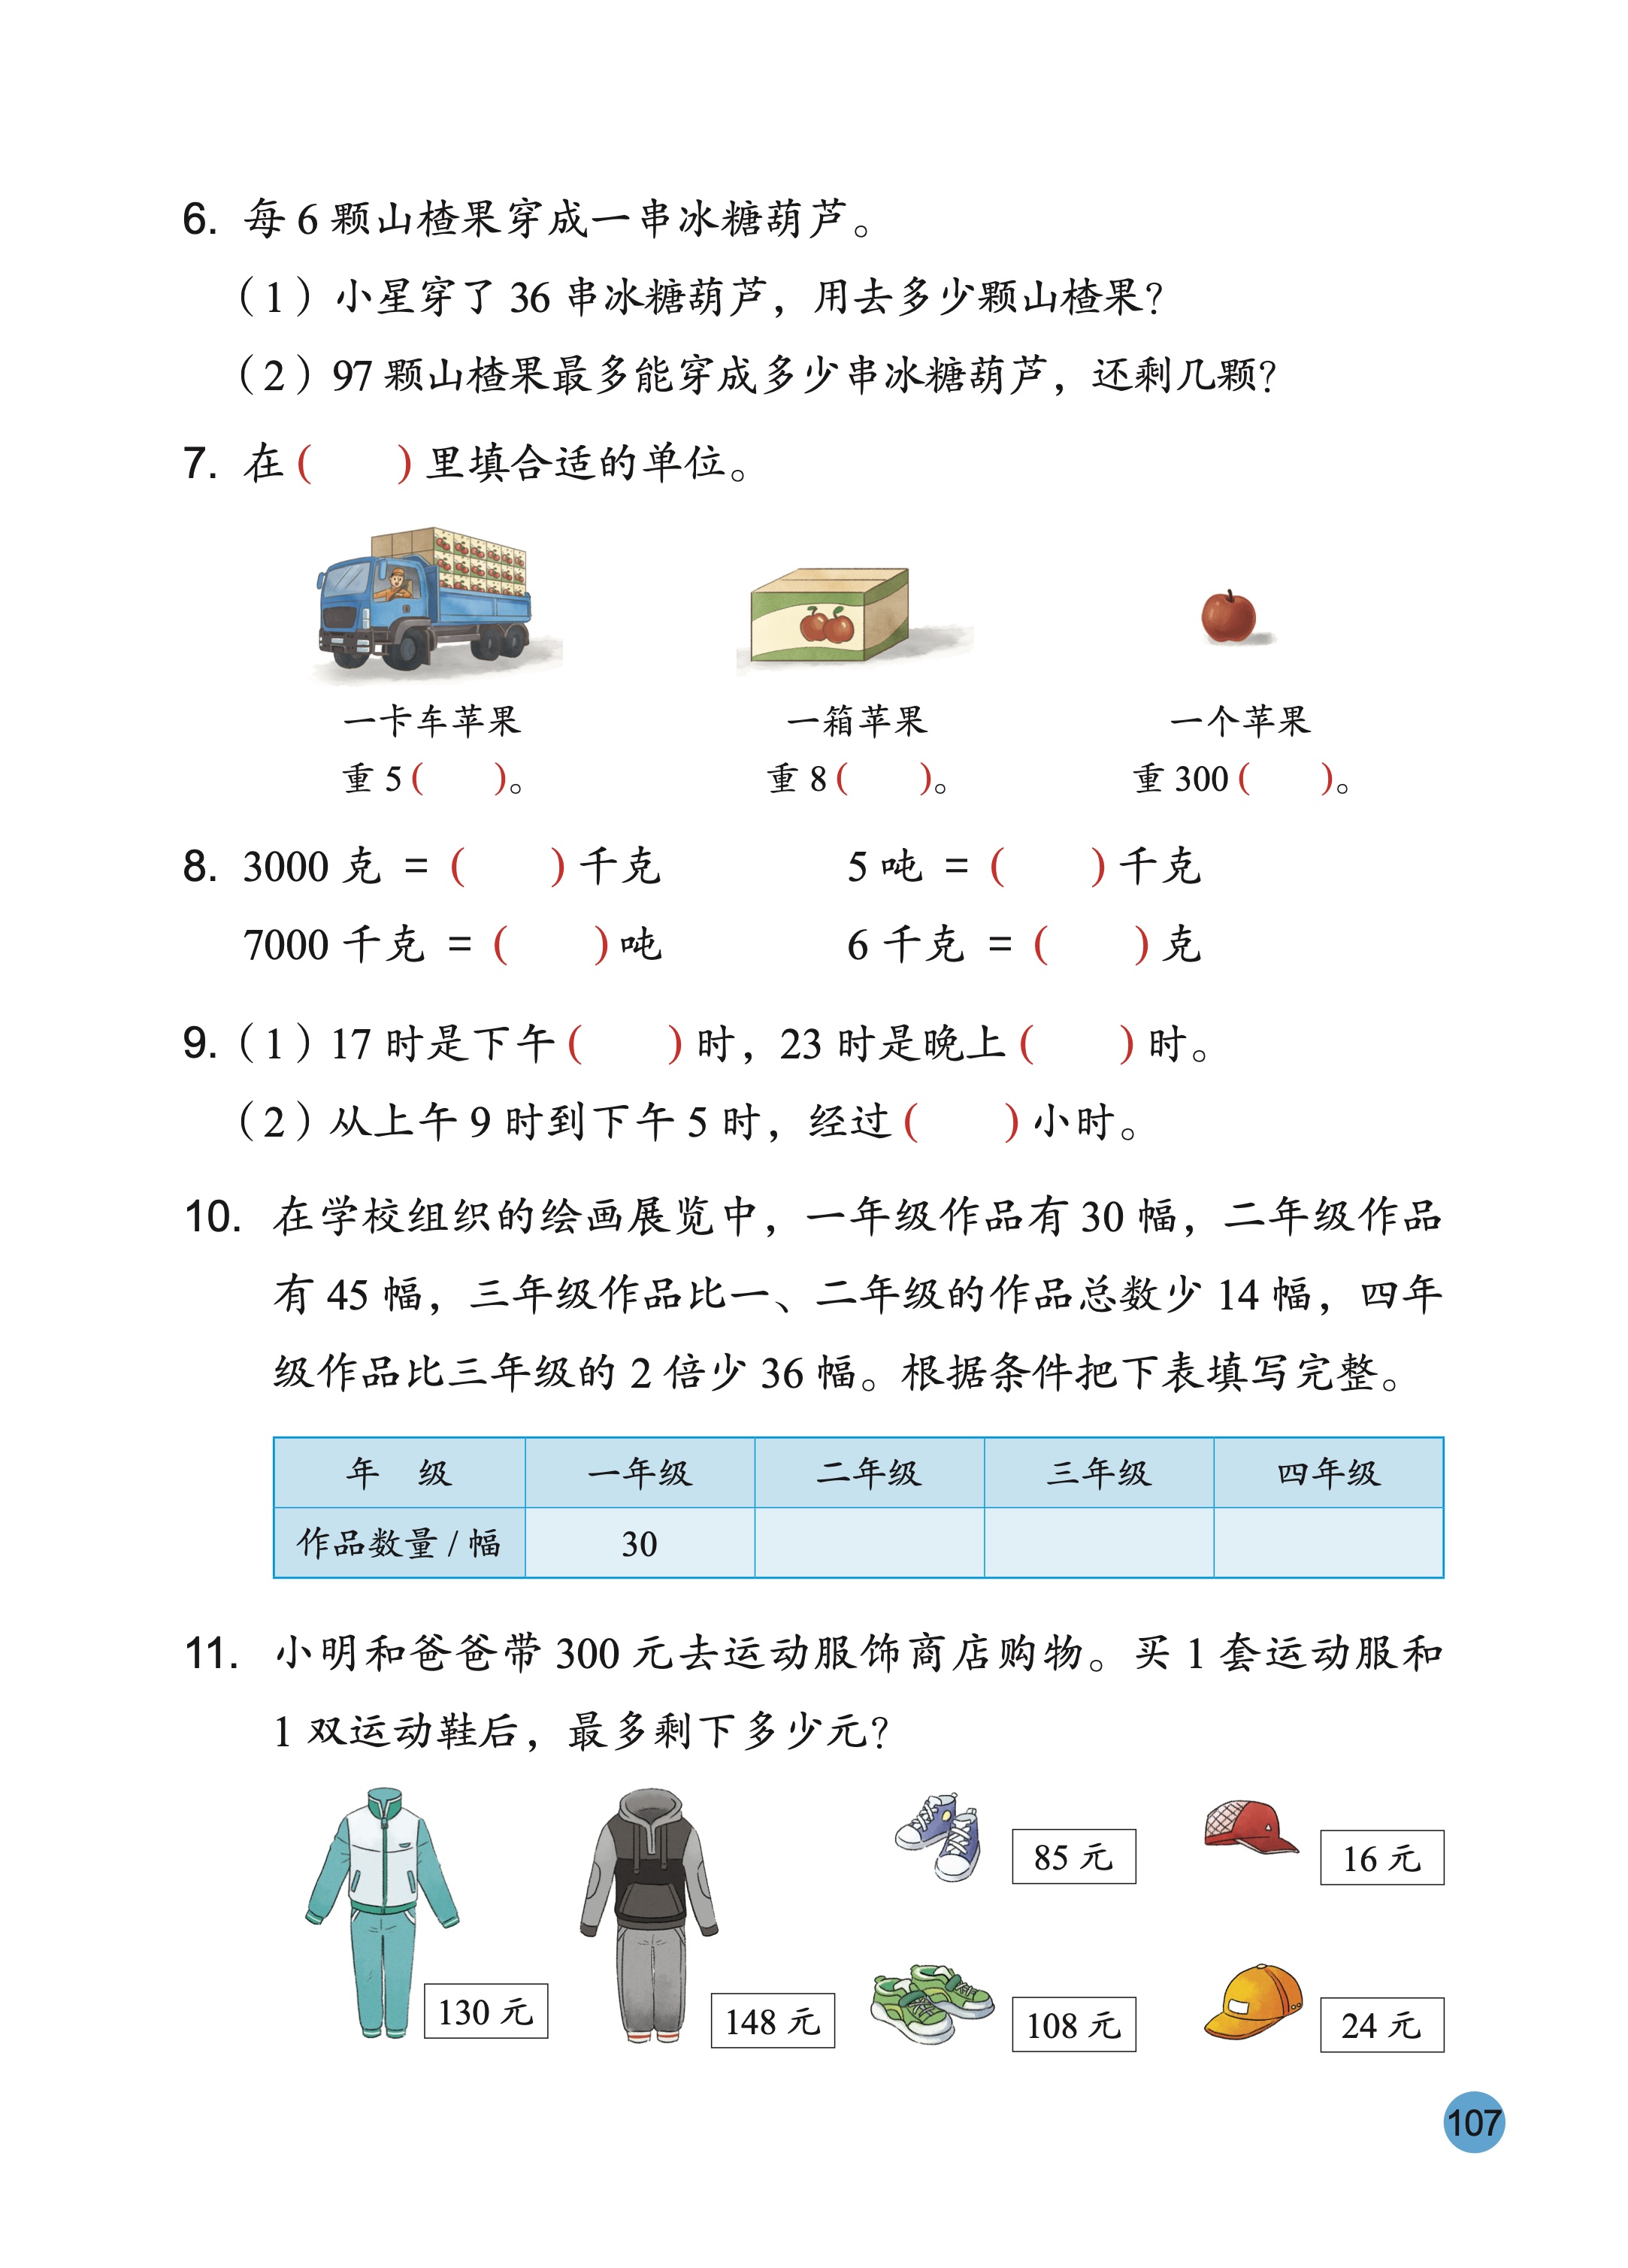 6. 每 6 颗山楂果穿成一串冰糖葫芦。
（1）小星穿了 36 串冰糖葫芦，用去多少颗山楂果？
（2）97 颗山楂果最多能穿成多少串冰糖葫芦，还剩几颗？
7. 在（　　）里填合适的单位。
一卡车苹果　一箱苹果　一个苹果
重 5（　　）。　重 8（　　）。　重 300（　　）。
8. 3000 克 =（　　）千克　5 吨 =（　　）千克
7000 千克 =（　　）吨　6 千克 =（　　）克
9.（1）17 时是下午（　　）时，23 时是晚上（　　）时。
（2）从上午 9 时到下午 5 时，经过（　　）小时。
10. 在学校组织的绘画展览中，一年级作品有 30 幅，二年级作品
有 45 幅，三年级作品比一、二年级的作品总数少 14 幅，四年
级作品比三年级的 2 倍少 36 幅。根据条件把下表填写完整。
年　级　一年级　二年级　三年级　四年级
作品数量 / 幅　30
11. 小明和爸爸带 300 元去运动服饰商店购物。买 1 套运动服和
1 双运动鞋后，最多剩下多少元？
85 元　16 元
130 元　148 元　108 元　24 元
107